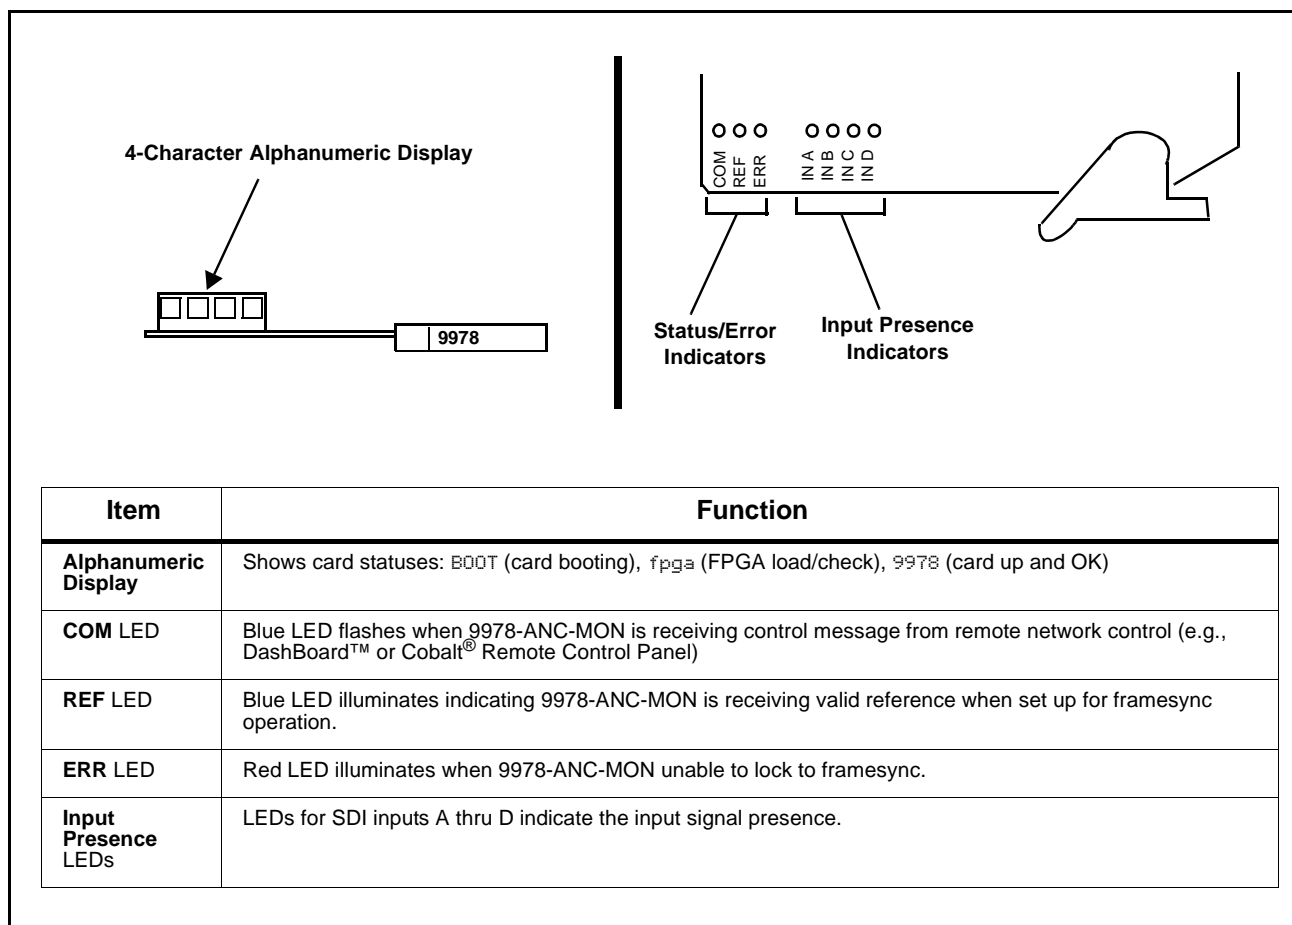 4-Character Alphanumeric Display
9978
COM
REF
ERR
IN A
IN B
IN C
IN D
Status/Error
Indicators
Input Presence
Indicators
Item Function
Alphanumeric
Display
Shows card statuses: BOOT (card booting), fpga (FPGA load/check), 9978 (card up and OK)
COM LED
Blue LED flashes when 9978-ANC-MON is receiving control message from remote network control (e.g.,
DashBoard™ or Cobalt® Remote Control Panel)
REF LED
Blue LED illuminates indicating 9978-ANC-MON is receiving valid reference when set up for framesync
operation.
ERR LED
Red LED illuminates when 9978-ANC-MON unable to lock to framesync.
Input
Presence
LEDs
LEDs for SDI inputs A thru D indicate the input signal presence.